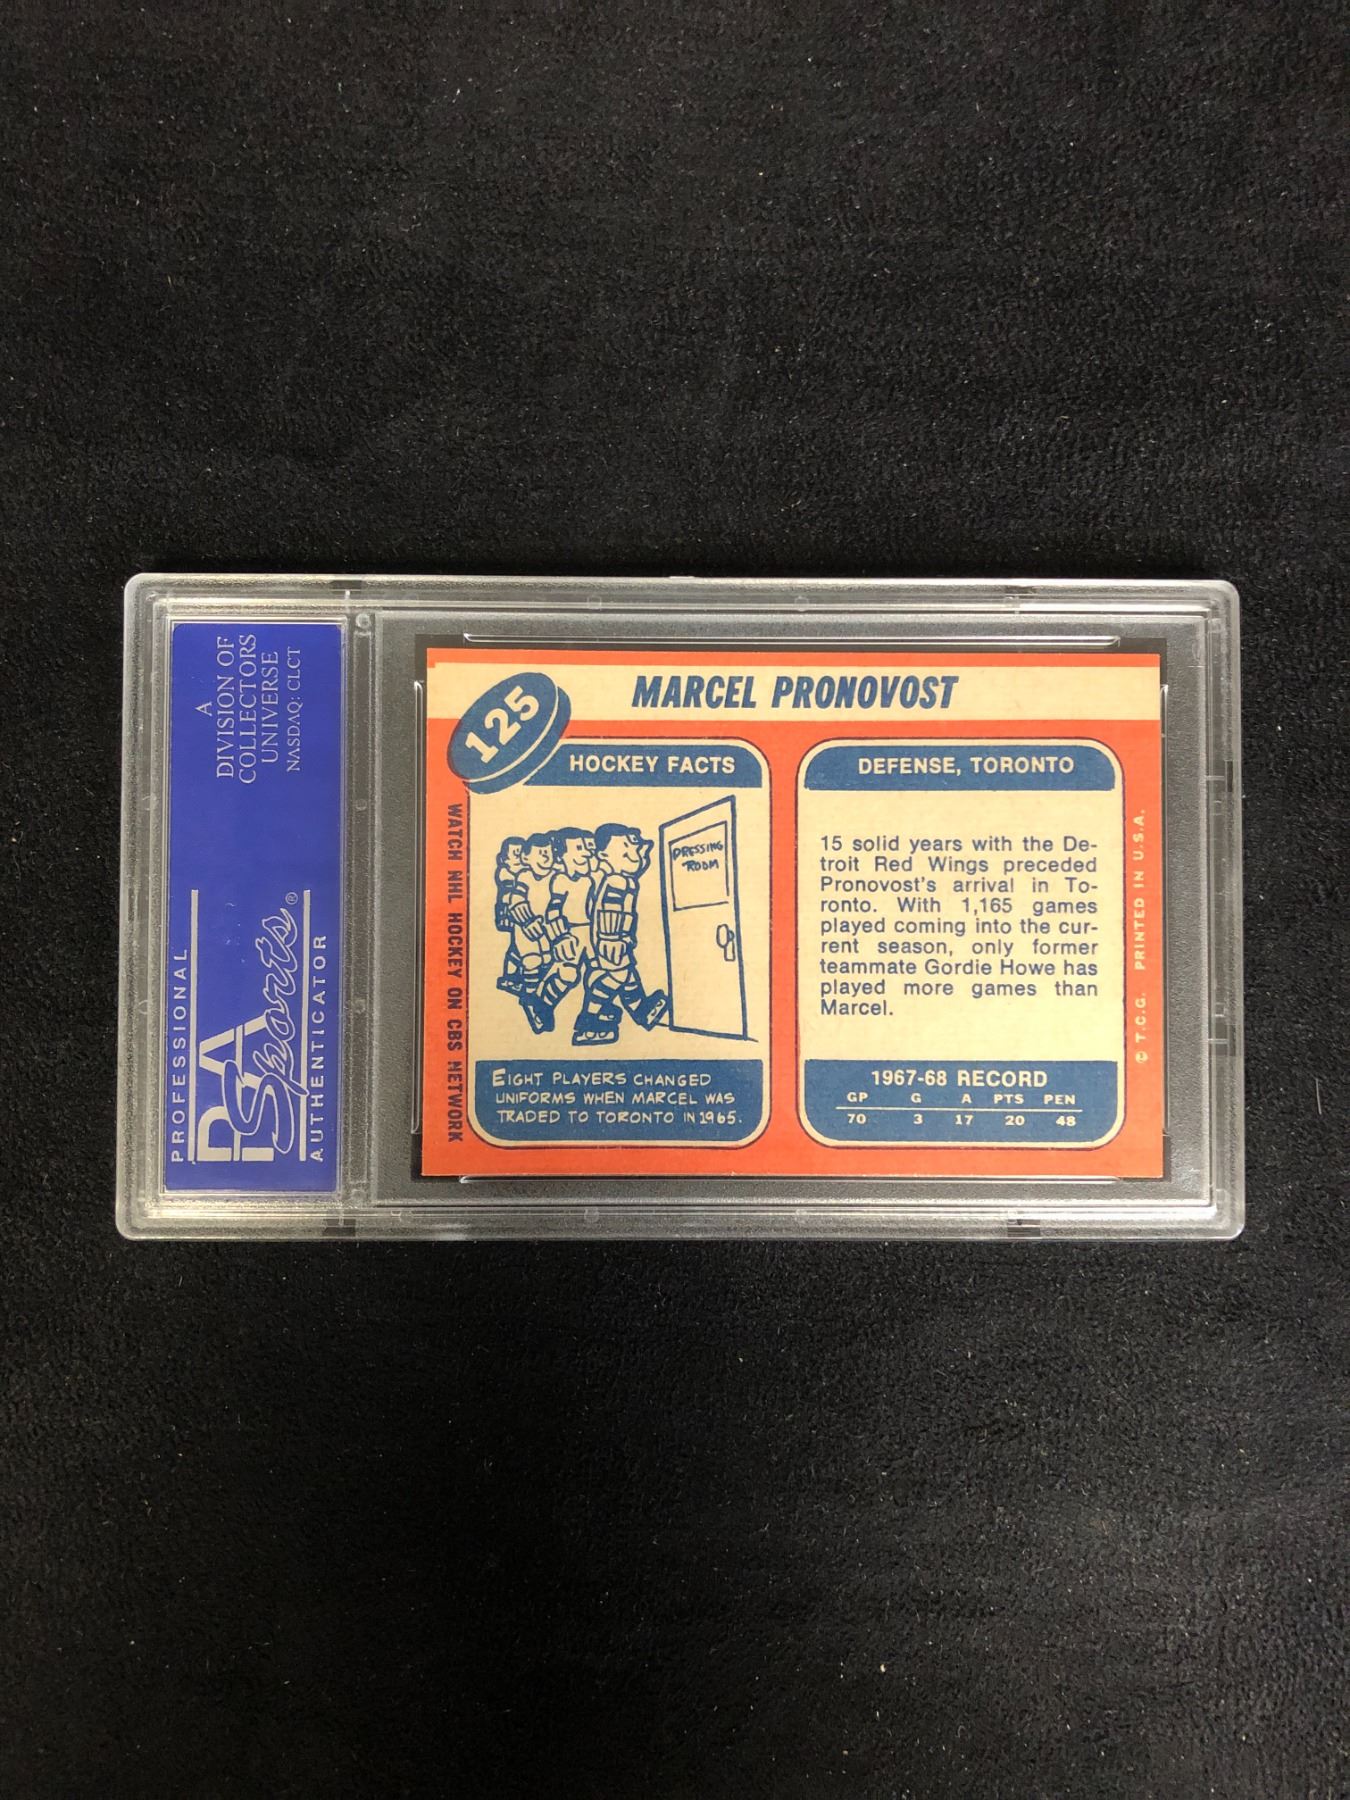 A
DIVISION OF
COLLECTORS
UNIVERSE
NASDAQ: CLCT
PROFESSIONAL
PSA
Sports®
AUTHENTICATOR
125
MARCEL PRONOVOST
HOCKEY FACTS
DRESSING
ROOM
EIGHT PLAYERS CHANGED
UNIFORMS WHEN MARCEL WAS
TRADED TO TORONTO IN 1965.
WATCH NHL HOCKEY ON CBS NETWORK
DEFENSE, TORONTO
15 solid years with the De-
troit Red Wings preceded
Pronovost's arrival in To-
ronto. With 1,165 games
played coming into the cur-
rent season, only former
teammate Gordie Howe has
played more games than
Marcel.
1967-68 RECORD
GP G A PTS PEN
70 3 17 20 48
© T.C.G. PRINTED IN U.S.A.